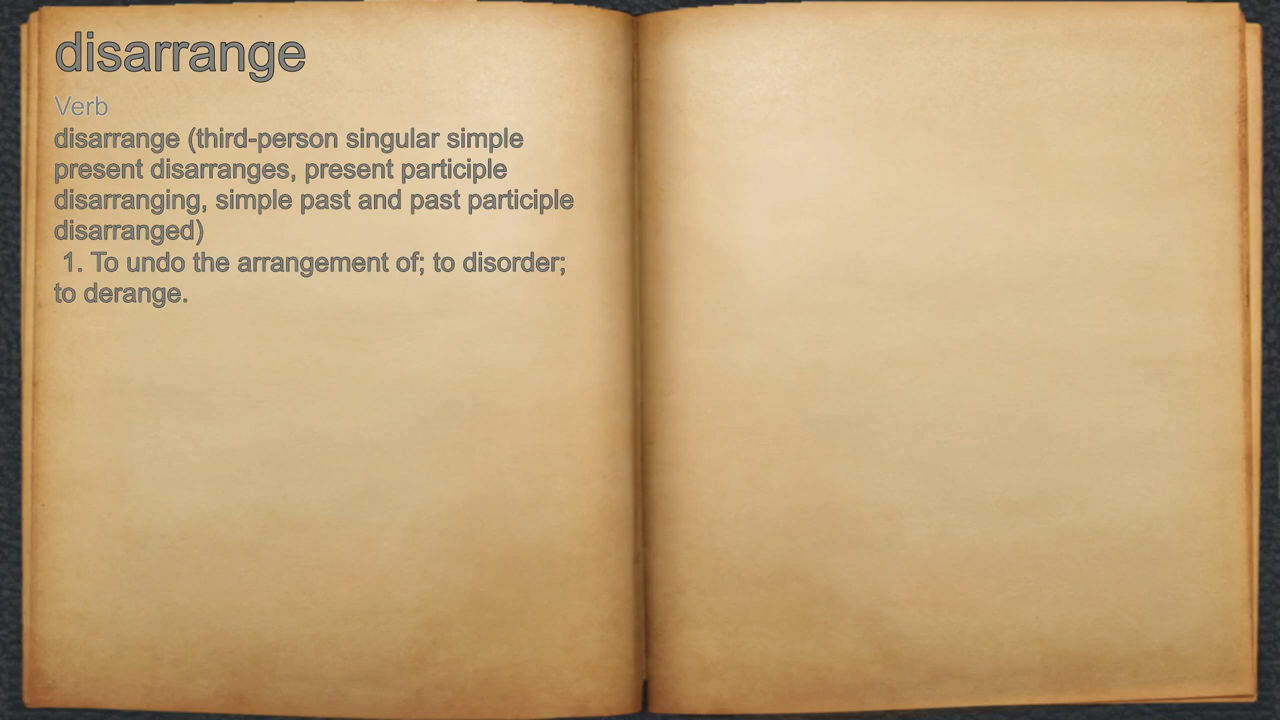 disarrange
Verb
disarrange (third-person singular simple
present disarranges, present participle
disarranging, simple past and past participle
disarranged)
1. To undo the arrangement of; to disorder;
to derange.